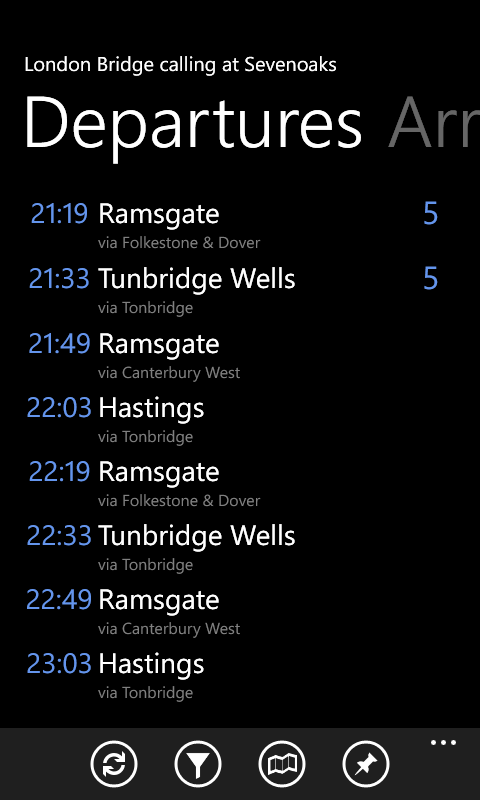 London Bridge calling at Sevenoaks
Departures Arr
21:19 Ramsgate 5
via Folkestone & Dover
21:33 Tunbridge Wells 5
via Tonbridge
21:49 Ramsgate
via Canterbury West
22:03 Hastings
via Tonbridge
22:19 Ramsgate
via Folkestone & Dover
22:33 Tunbridge Wells
via Tonbridge
22:49 Ramsgate
via Canterbury West
23:03 Hastings
via Tonbridge